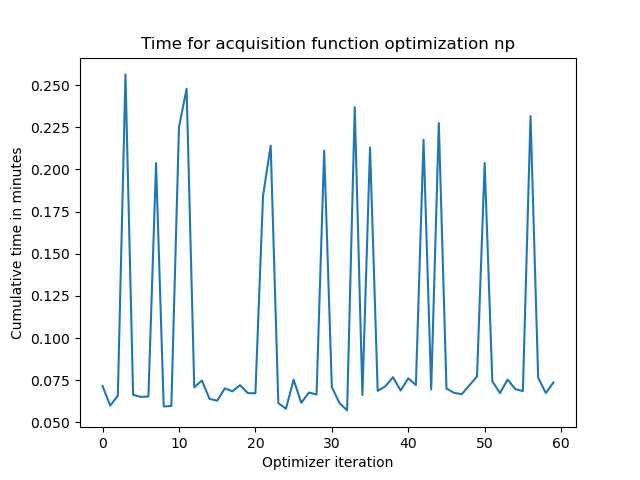 Time for acquisition function optimization np
Cumulative time in minutes
0.250
0.225
0.200
0.175
0.150
0.125
0.100
0.075
0.050
0 10 20 30 40 50 60
Optimizer iteration